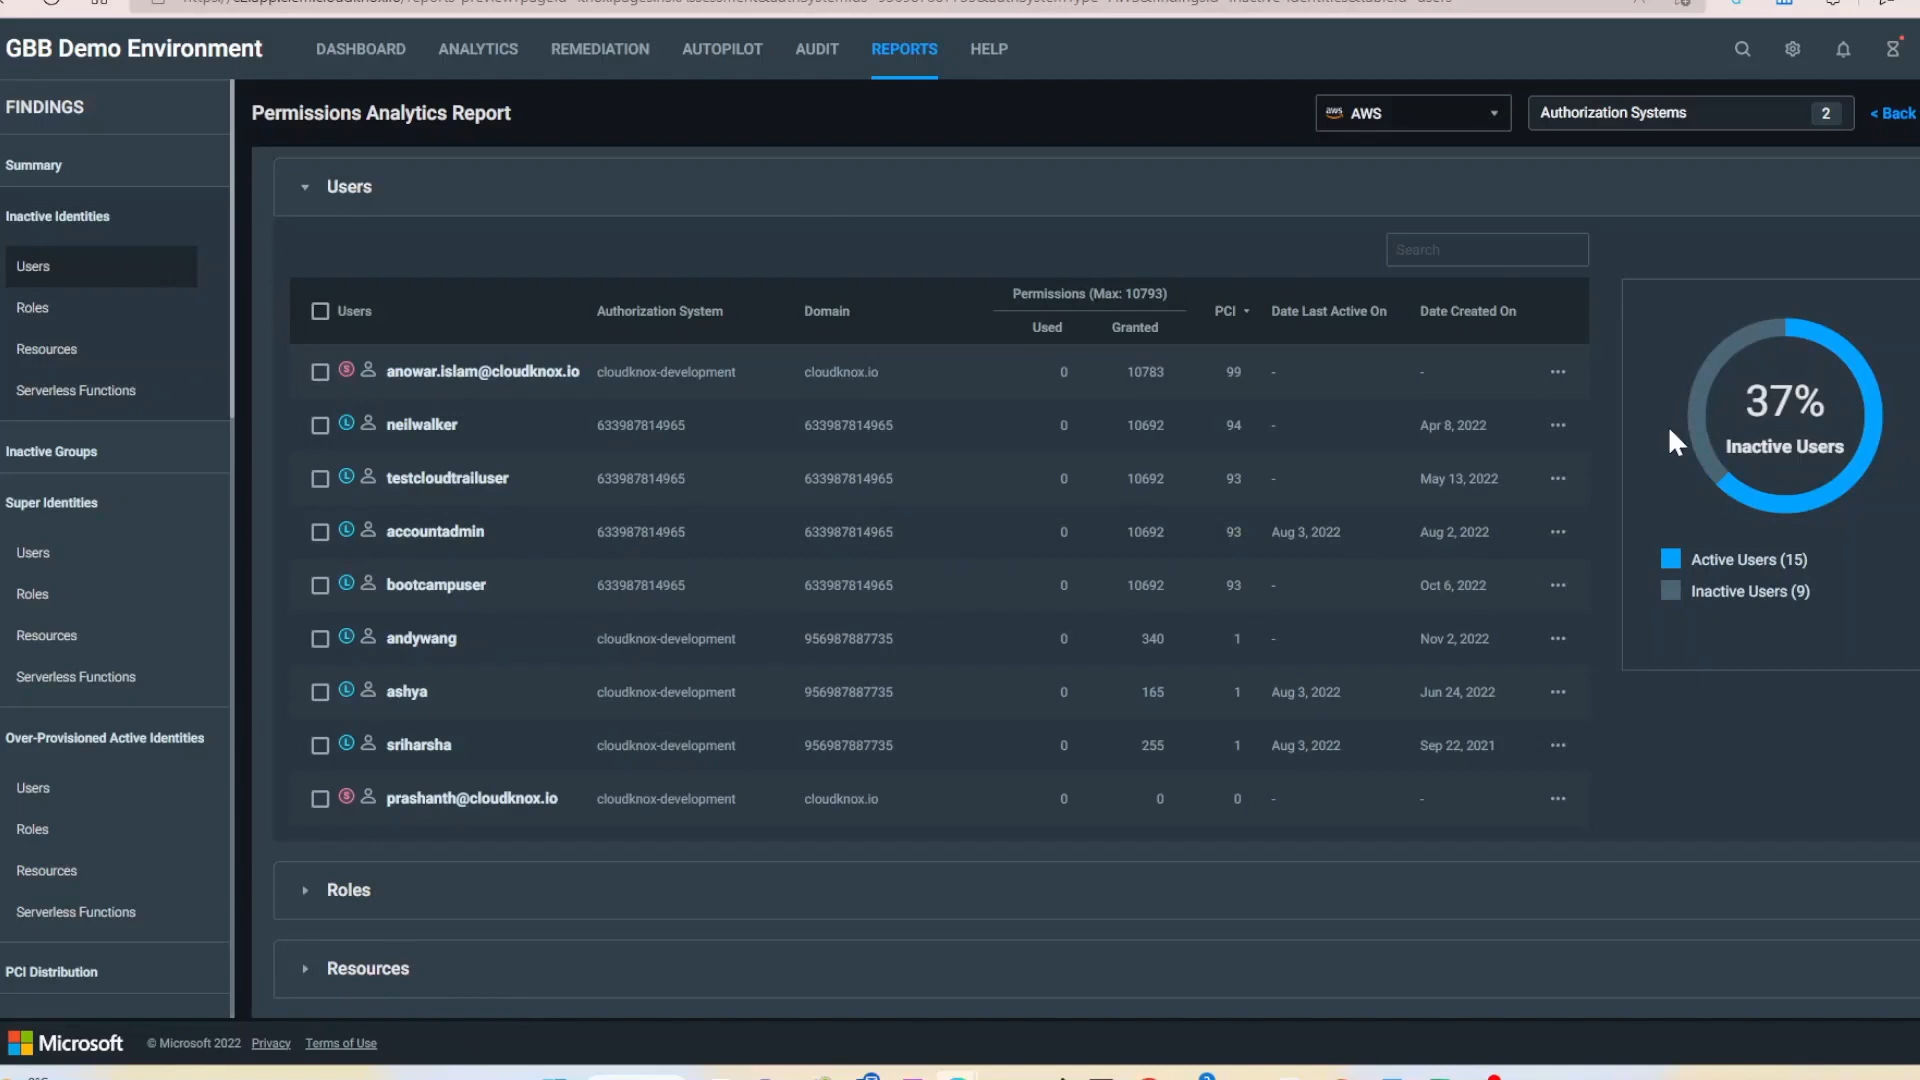 GBB Demo Environment
DASHBOARD ANALYTICS REMEDIATION AUTOPILOT AUDIT REPORTS HELP
FINDINGS
Permissions Analytics Report
aws AWS
Authorization Systems 2
< Back
Summary
Inactive Identities
Users
Roles
Resources
Serverless Functions
Inactive Groups
Super Identities
Users
Roles
Resources
Serverless Functions
Over-Provisioned Active Identities
Users
Roles
Resources
Serverless Functions
PCI Distribution
Users
Search
Users Authorization System Domain Permissions (Max: 10793) PCI Date Last Active On Date Created On
Used Granted
S anowar.islam@cloudknox.io cloudknox-development cloudknox.io 0 10783 99 - - ...
L neilwalker 633987814965 633987814965 0 10692 94 - Apr 8, 2022 ...
L testcloudtrailuser 633987814965 633987814965 0 10692 93 - May 13, 2022 ...
L accountadmin 633987814965 633987814965 0 10692 93 Aug 3, 2022 Aug 2, 2022 ...
L bootcampuser 633987814965 633987814965 0 10692 93 - Oct 6, 2022 ...
L andywang cloudknox-development 956987887735 0 340 1 - Nov 2, 2022 ...
L ashya cloudknox-development 956987887735 0 165 1 Aug 3, 2022 Jun 24, 2022 ...
L sriharsha cloudknox-development 956987887735 0 255 1 Aug 3, 2022 Sep 22, 2021 ...
S prashanth@cloudknox.io cloudknox-development cloudknox.io 0 0 0 - - ...
37%
Inactive Users
Active Users (15)
Inactive Users (9)
Roles
Resources
Microsoft © Microsoft 2022 Privacy Terms of Use